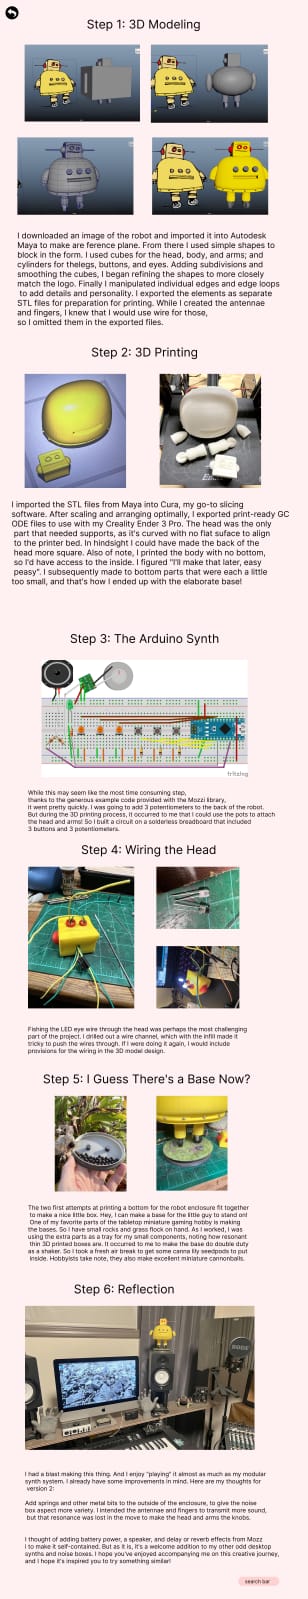 Step 1: 3D Modeling
I downloaded an image of the robot and imported it into Autodesk
Maya to make are ference plane. From there I used simple shapes to
block in the form. I used cubes for the head, body, and arms; and
cylinders for thelegs, buttons, and eyes. Adding subdivisions and
smoothing the cubes, I began refining the shapes to more closely
match the logo. Finally I manipulated individual edges and edge loops
to add details and personality. I exported the elements as separate
STL files for preparation for printing. While I created the antennae
and fingers, I knew that I would use wire for those,
so I omitted them in the exported files.
Step 2: 3D Printing
I imported the STL files from Maya into Cura, my go-to slicing
software. After scaling and arranging optimally, I exported print-ready GC
ODE files to use with my Creality Ender 3 Pro. The head was the only
part that needed supports, as it's curved with no flat suface to align
to the printer bed. In hindsight I could have made the back of the
head more square. Also of note, I printed the body with no bottom,
so I'd have access to the inside. I figured "I'll make that later, easy
peasy". I subsequently made to bottom parts that were each a little
too small, and that's how I ended up with the elaborate base!
Step 3: The Arduino Synth
fritzing
While this may seem like the most time consuming step,
thanks to the generous example code provided with the Mozzi library,
it went pretty quickly. I was going to add 3 potentiometers to the back of the robot.
But during the 3D printing process, it occurred to me that I could use the pots to attach
the head and arms! So I built a circuit on a solderless breadboard that included
3 buttons and 3 potentiometers.
Step 4: Wiring the Head
Fishing the LED eye wire through the head was perhaps the most challenging
part of the project. I drilled out a wire channel, which with the infill made it
tricky to push the wires through. If I were doing it again, I would include
provisions for the wiring in the 3D model design.
Step 5: I Guess There's a Base Now?
The two first attempts at printing a bottom for the robot enclosure fit together
to make a nice little box. Hey, I can make a base for the little guy to stand on!
One of my favorite parts of the tabletop miniature gaming hobby is making
the bases. So I have small rocks and grass flock on hand. As I worked, I was
using the extra parts as a tray for my small components, noting how resonant
thin 3D printed boxes are. It occurred to me to make the base do double duty
as a shaker. So I took a fresh air break to get some canna lily seedpods to put
inside. Hobbyists take note, they also make excellent miniature cannonballs.
Step 6: Reflection
RODE
I had a blast making this thing. And I enjoy "playing" it almost as much as my modular
synth system. I already have some improvements in mind. Here are my thoughts for
version 2:
Add springs and other metal bits to the outside of the enclosure, to give the noise
box aspect more variety. I intended the antennae and fingers to transmit more sound,
but that resonance was lost in the move to make the head and arms the knobs.
I thought of adding battery power, a speaker, and delay or reverb effects from Mozz
i to make it self-contained. But as it is, it's a welcome addition to my other odd desktop
synths and noise boxes. I hope you've enjoyed accompanying me on this creative journey,
and I hope it's inspired you to try something similar!
search bar